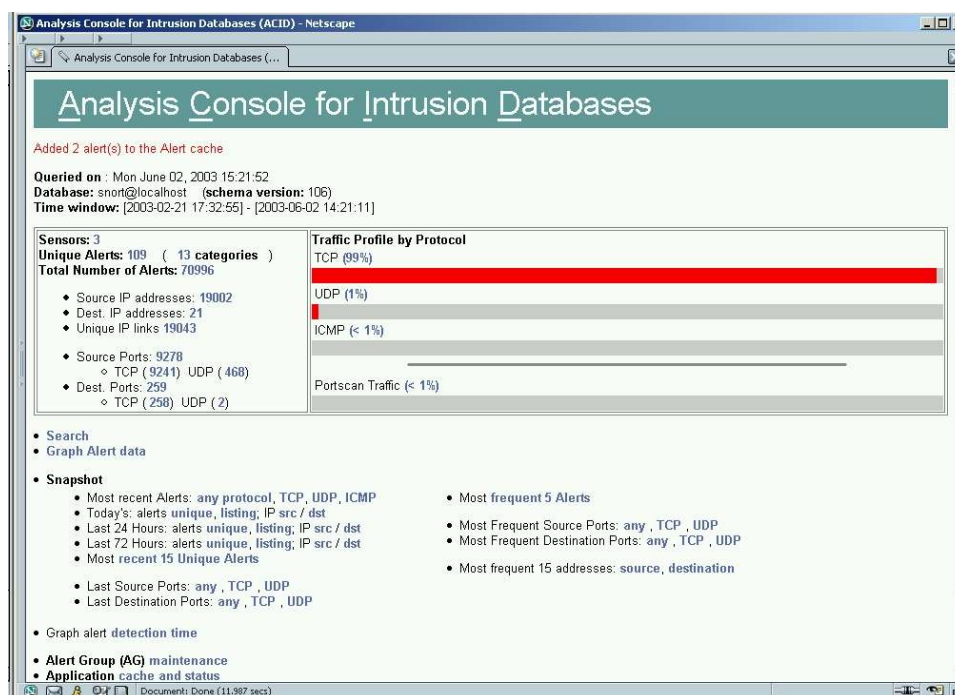 Analysis Console for Intrusion Databases (ACID) - Netscape
Analysis Console for Intrusion Databases (...
Analysis Console for Intrusion Databases
Added 2 alert(s) to the Alert cache
Queried on : Mon June 02, 2003 15:21:52
Database: snort@localhost (schema version: 106)
Time window: [2003-02-21 17:32:55] - [2003-06-02 14:21:11]
Sensors: 3
Unique Alerts: 109 ( 13 categories )
Total Number of Alerts: 70996
Source IP addresses: 19002
Dest. IP addresses: 21
Unique IP links 19043
Source Ports: 9278
TCP ( 9241) UDP ( 468)
Dest. Ports: 259
TCP ( 258) UDP ( 2)
Traffic Profile by Protocol
TCP (99%)
UDP (1%)
ICMP (< 1%)
Portscan Traffic (< 1%)
Search
Graph Alert data
Snapshot
Most recent Alerts: any protocol, TCP, UDP, ICMP
Today's: alerts unique, listing; IP src / dst
Last 24 Hours: alerts unique, listing; IP src / dst
Last 72 Hours: alerts unique, listing; IP src / dst
Most recent 15 Unique Alerts
Last Source Ports: any , TCP , UDP
Last Destination Ports: any , TCP , UDP
Most frequent 5 Alerts
Most Frequent Source Ports: any , TCP , UDP
Most Frequent Destination Ports: any , TCP , UDP
Most frequent 15 addresses: source, destination
Graph alert detection time
Alert Group (AG) maintenance
Application cache and status
Document: Done (11.987 secs)